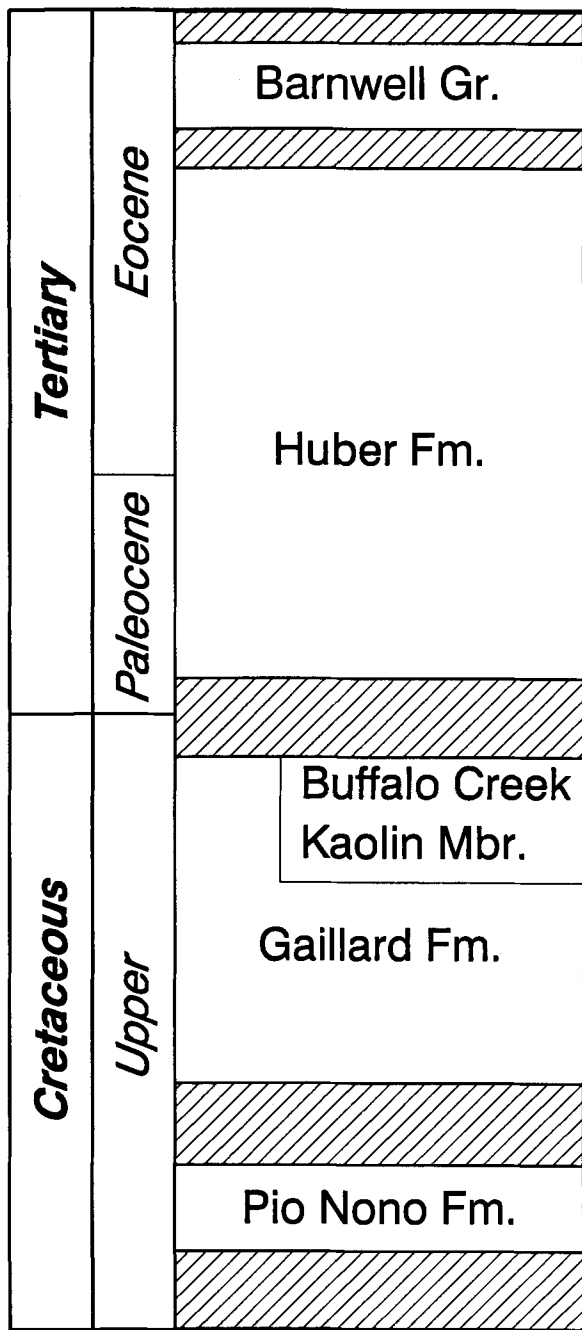 Tertiary
Eocene
Barnwell Gr.
Huber Fm.
Paleocene
Cretaceous
Upper
Buffalo Creek
Kaolin Mbr.
Gaillard Fm.
Pio Nono Fm.